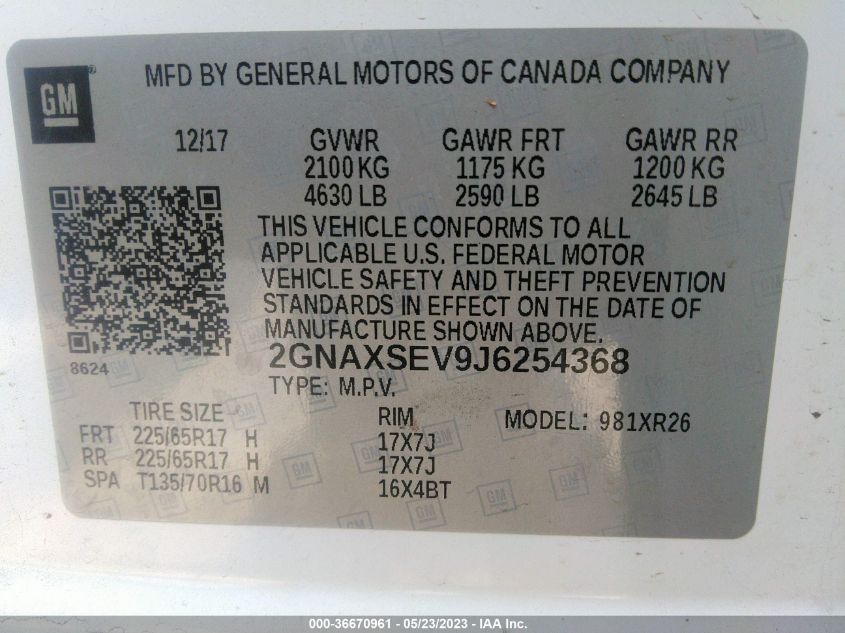 GM
MFD BY GENERAL MOTORS OF CANADA COMPANY
12/17 GVWR GAWR FRT GAWR RR
2100 KG 1175 KG 1200 KG
4630 LB 2590 LB 2645 LB
THIS VEHICLE CONFORMS TO ALL
APPLICABLE U.S. FEDERAL MOTOR
VEHICLE SAFETY AND THEFT PREVENTION
STANDARDS IN EFFECT ON THE DATE OF
MANUFACTURE SHOWN ABOVE.
8624
2GNAXSEV9J6254368
TYPE: M.P.V.
TIRE SIZE RIM MODEL: 981XR26
FRT 225/65R17 H 17X7J
RR 225/65R17 H 17X7J
SPA T135/70R16 M 16X4BT
000-36670961 - 05/23/2023 - IAA Inc.